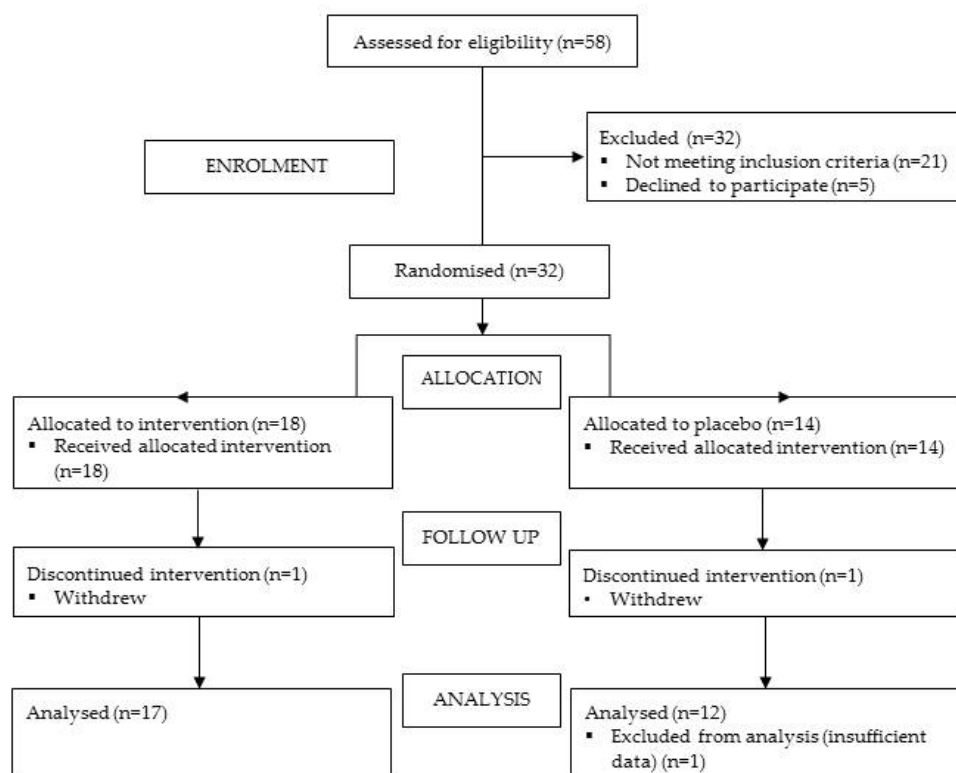 Assessed for eligibility (n=58)
Excluded (n=32)
▪ Not meeting inclusion criteria (n=21)
▪ Declined to participate (n=5)
ENROLMENT
Randomised (n=32)
ALLOCATION
Allocated to intervention (n=18)
▪ Received allocated intervention
(n=18)
Allocated to placebo (n=14)
▪ Received allocated intervention (n=14)
FOLLOW UP
Discontinued intervention (n=1)
▪ Withdrew
Discontinued intervention (n=1)
▪ Withdrew
ANALYSIS
Analysed (n=17)
Analysed (n=12)
▪ Excluded from analysis (insufficient
data) (n=1)